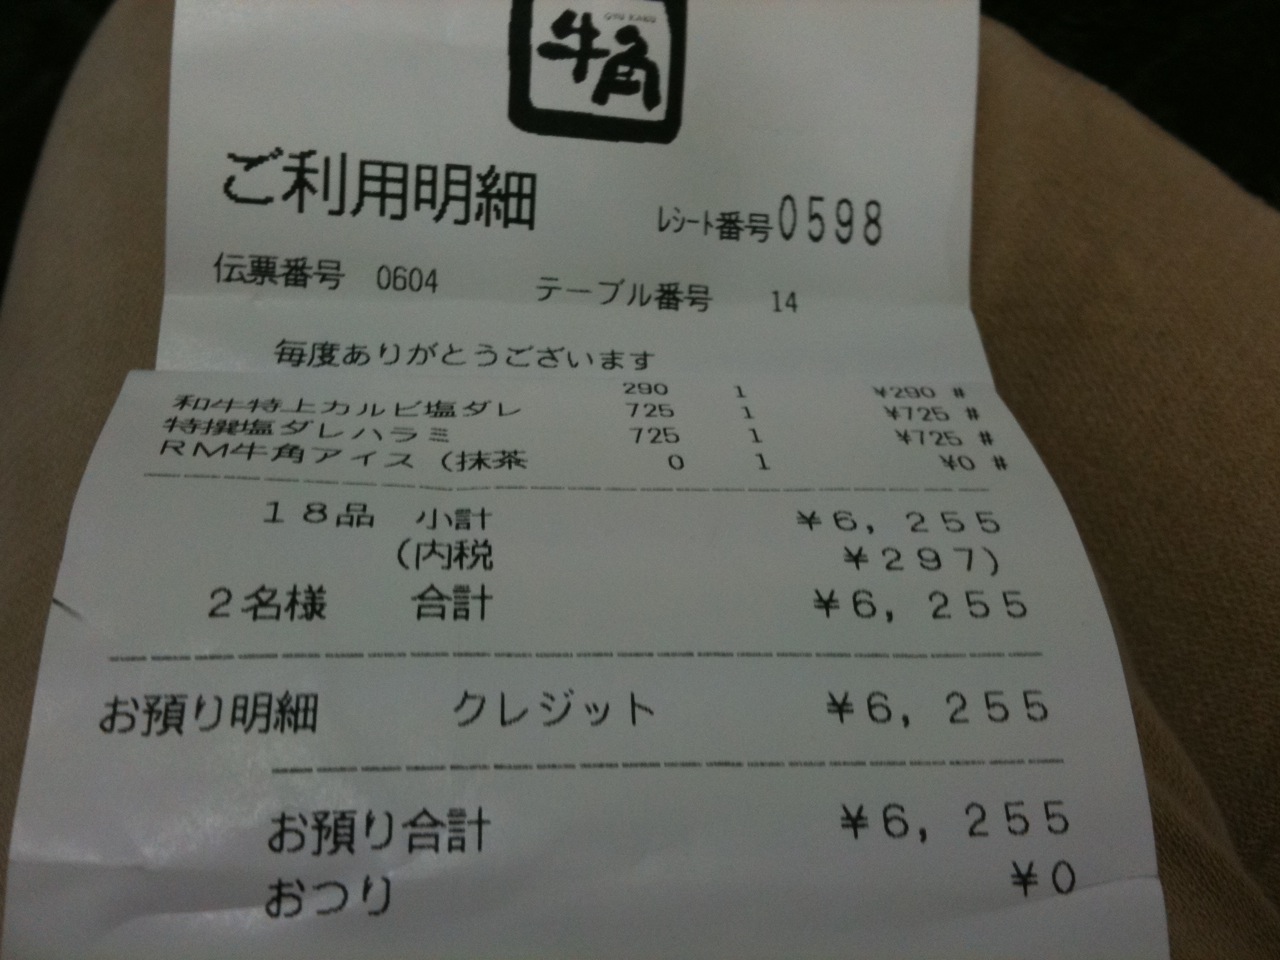 GYU-KAKU
牛角
ご利用明細 ﾚｼｰﾄ番号0598
伝票番号 0604 テーブル番号 14
毎度ありがとうございます
290 1 ¥290 #
和牛特上カルビ塩ダレ 725 1 ¥725 #
特撰塩ダレハラミ 725 1 ¥725 #
RM牛角アイス(抹茶 0 1 ¥0 #
18品 小計 ¥6,255
(内税 ¥297)
2名様 合計 ¥6,255
お預り明細 クレジット ¥6,255
お預り合計 ¥6,255
おつり ¥0